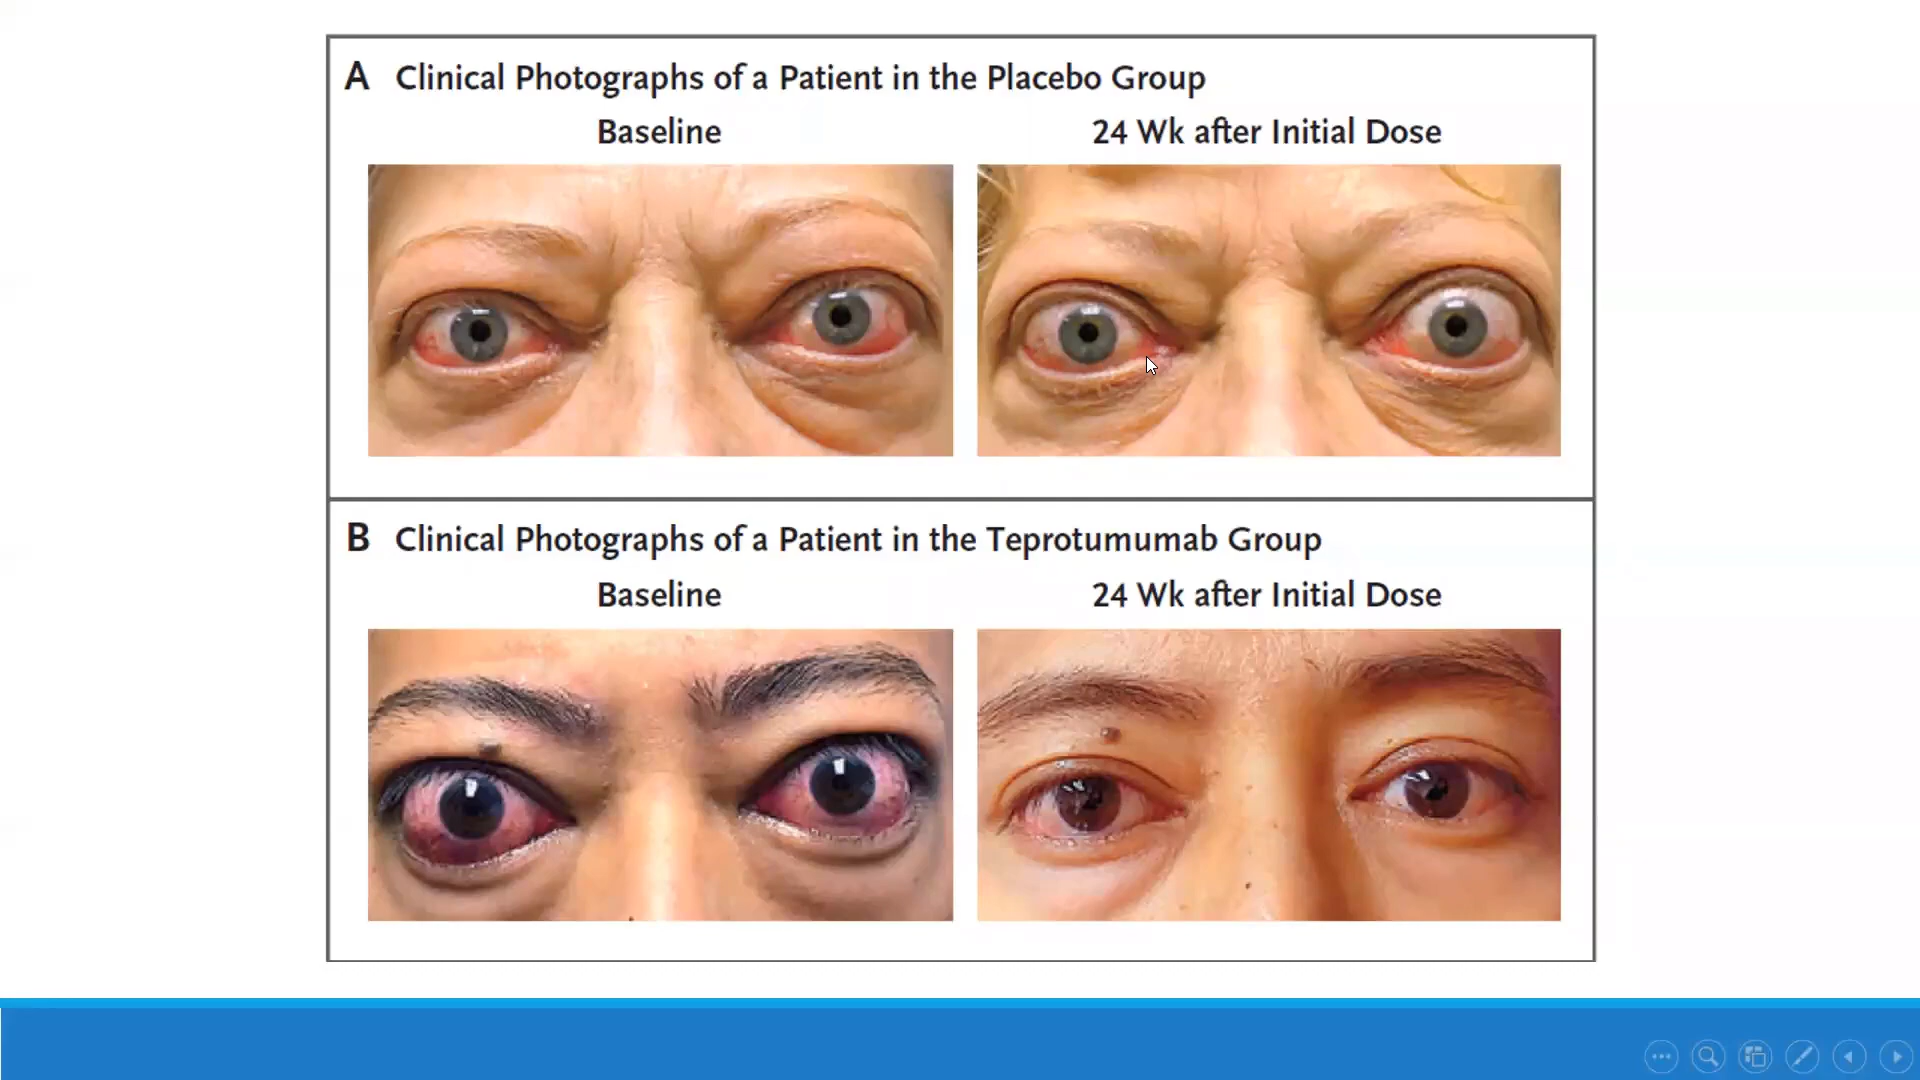 A Clinical Photographs of a Patient in the Placebo Group
Baseline
24 Wk after Initial Dose
B Clinical Photographs of a Patient in the Teprotumumab Group
Baseline
24 Wk after Initial Dose